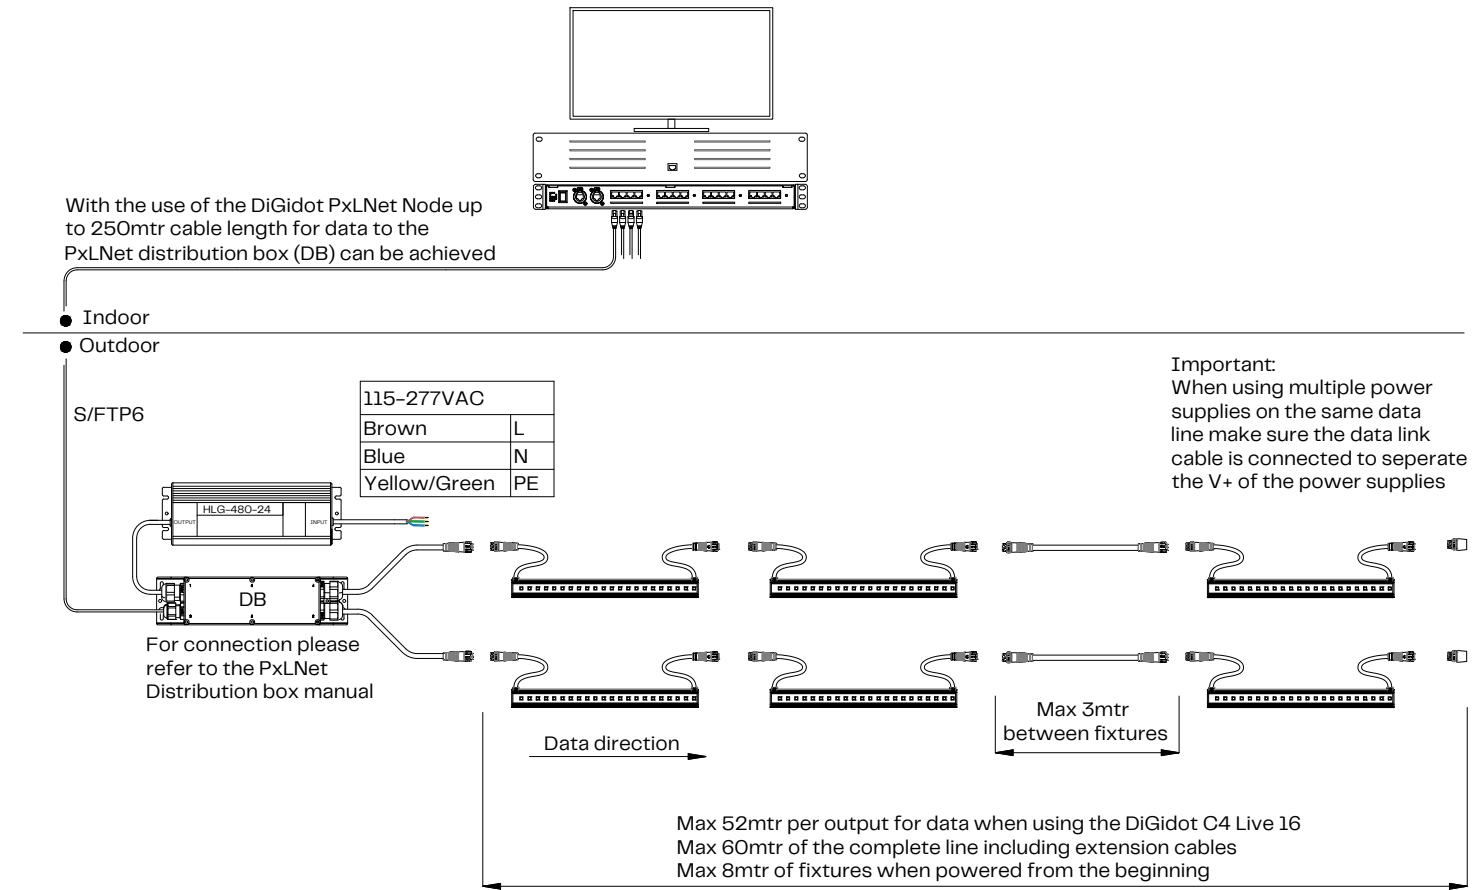 With the use of the DiGidot PxLNet Node up
to 250mtr cable length for data to the
PxLNet distribution box (DB) can be achieved
Indoor
Outdoor
S/FTP6
115-277VAC
Brown L
Blue N
Yellow/Green PE
Important:
When using multiple power
supplies on the same data
line make sure the data link
cable is connected to seperate
the V+ of the power supplies
HLG-480-24
OUTPUT
INPUT
DB
For connection please
refer to the PxLNet
Distribution box manual
Data direction
Max 3mtr
between fixtures
Max 52mtr per output for data when using the DiGidot C4 Live 16
Max 60mtr of the complete line including extension cables
Max 8mtr of fixtures when powered from the beginning